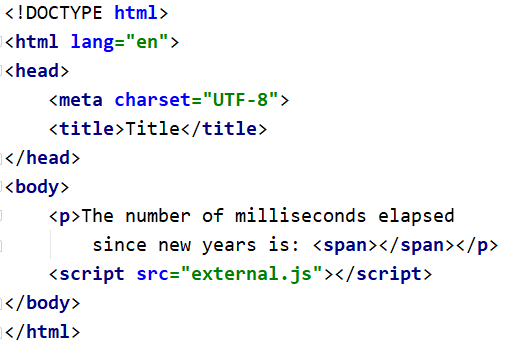 <!DOCTYPE html>
<html lang="en">
<head>
    <meta charset="UTF-8">
    <title>Title</title>
</head>
<body>
    <p>The number of milliseconds elapsed
        since new years is: <span></span></p>
    <script src="external.js"></script>
</body>
</html>